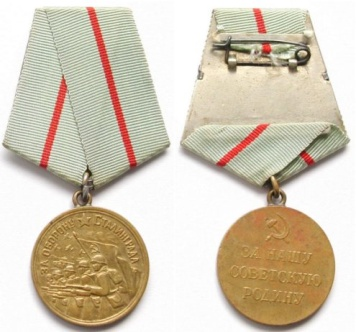 ЗА ОБОРОНУ СТАЛИНГРАДА
ЗА НАШУ
СОВЕТСКУЮ
РОДИНУ